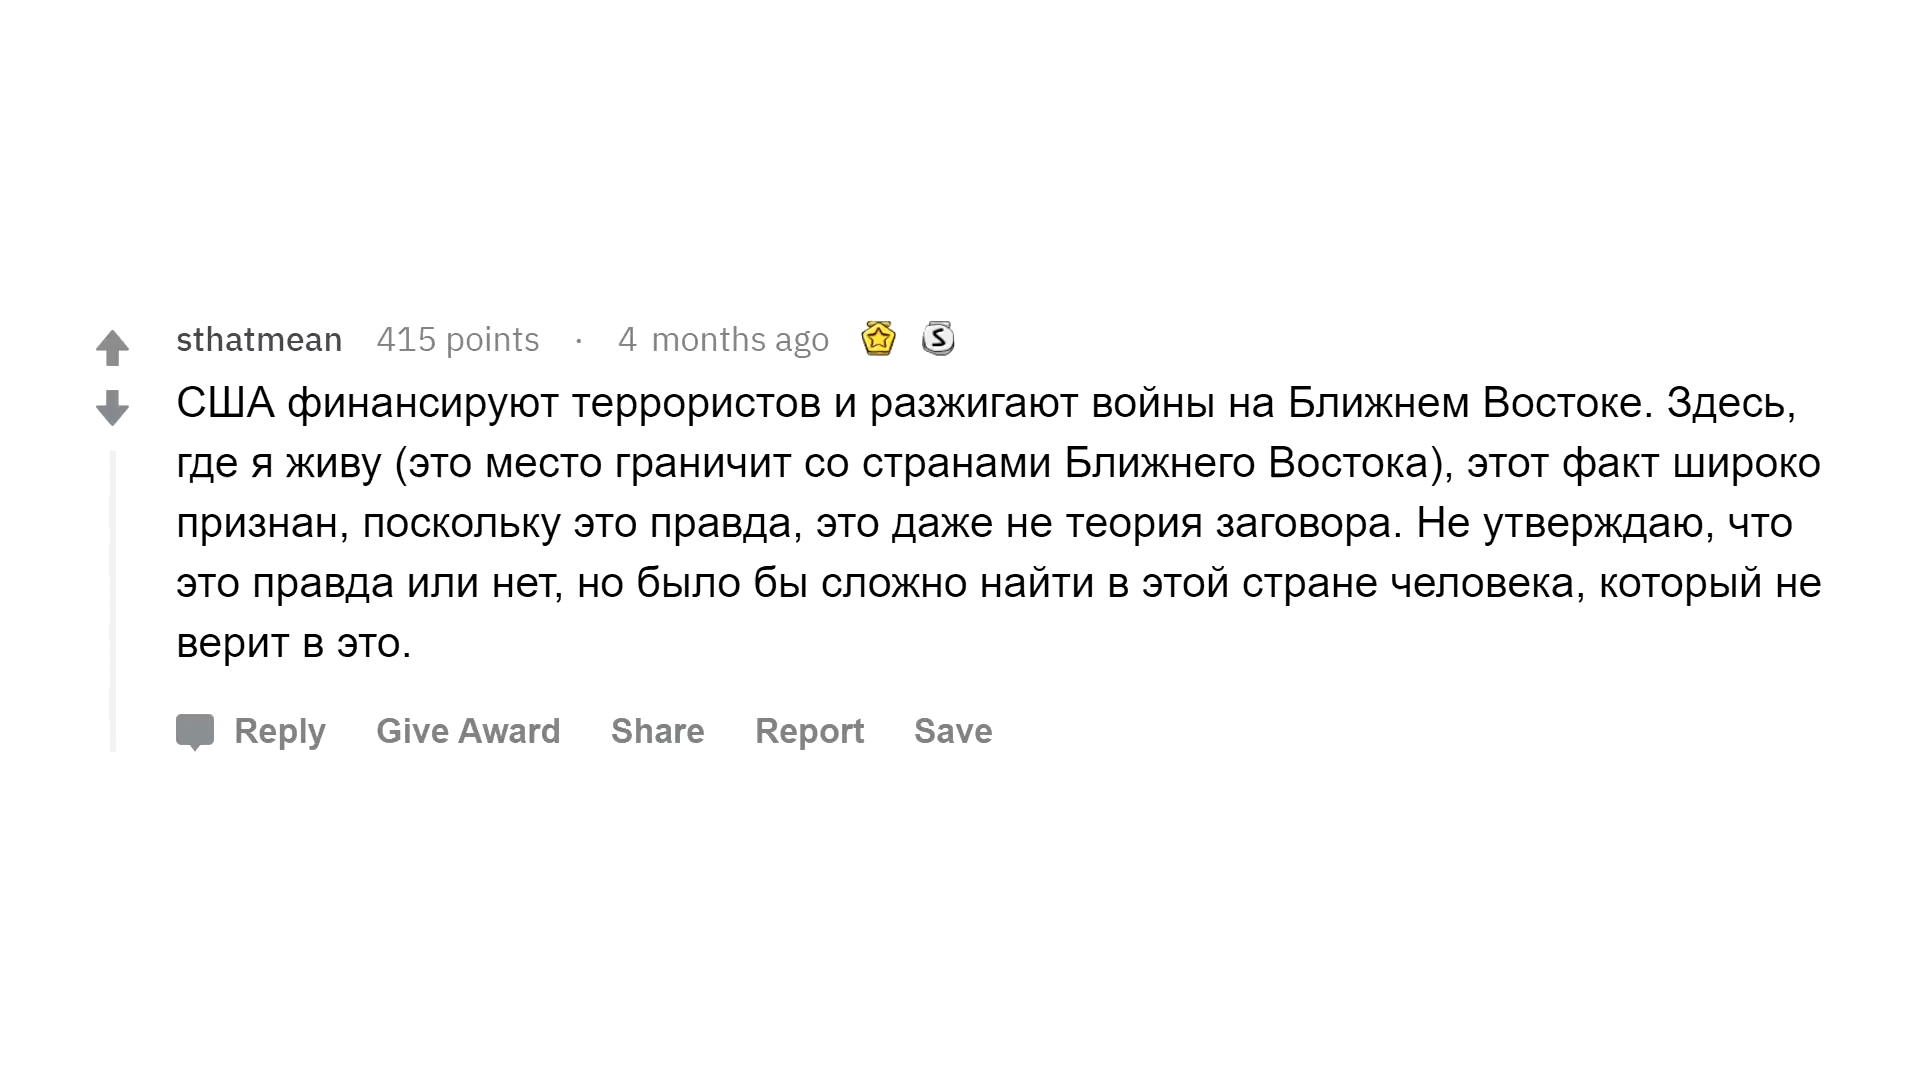 sthatmean 415 points · 4 months ago
США финансируют террористов и разжигают войны на Ближнем Востоке. Здесь,
где я живу (это место граничит со странами Ближнего Востока), этот факт широко
признан, поскольку это правда, это даже не теория заговора. Не утверждаю, что
это правда или нет, но было бы сложно найти в этой стране человека, который не
верит в это.
Reply Give Award Share Report Save